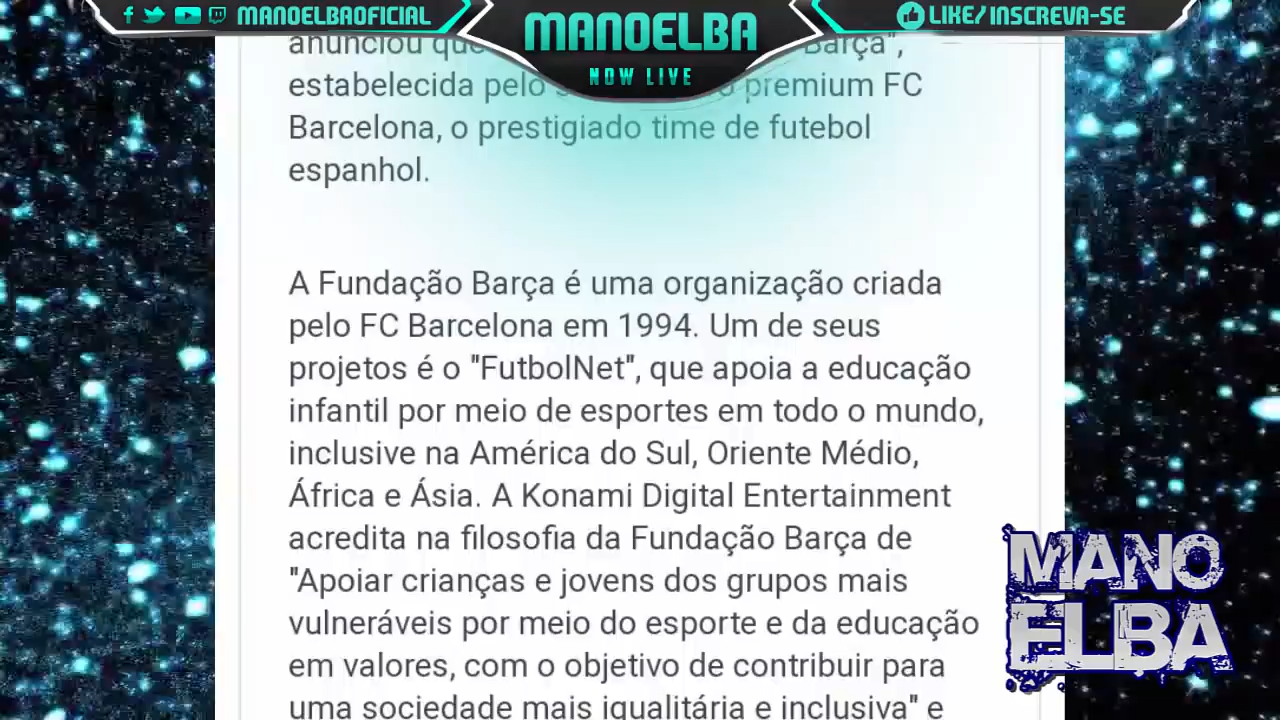 MANOELBAOFICIAL
MANOELBA
NOW LIVE
LIKE/INSCREVA-SE
anunciou Barça",
estabelecida pelo premium FC
Barcelona, o prestigiado time de futebol
espanhol.
A Fundação Barça é uma organização criada
pelo FC Barcelona em 1994. Um de seus
projetos é o "FutbolNet", que apoia a educação
infantil por meio de esportes em todo o mundo,
inclusive na América do Sul, Oriente Médio,
África e Ásia. A Konami Digital Entertainment
acredita na filosofia da Fundação Barça de
"Apoiar crianças e jovens dos grupos mais
vulneráveis por meio do esporte e da educação
em valores, com o objetivo de contribuir para
uma sociedade mais igualitária e inclusiva" e
MANO
ELBA